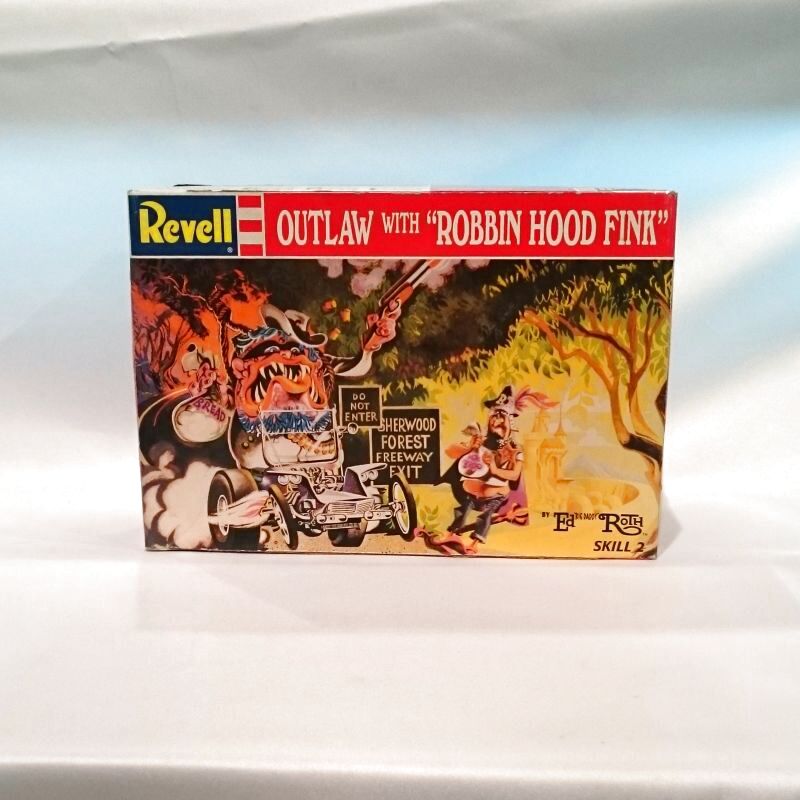 Revell
OUTLAW WITH "ROBBIN HOOD FINK"
BREAD
DO
NOT
ENTER
SHERWOOD
FOREST
FREEWAY
EXIT
BY Ed "BIG DADDY" Roth
SKILL 2